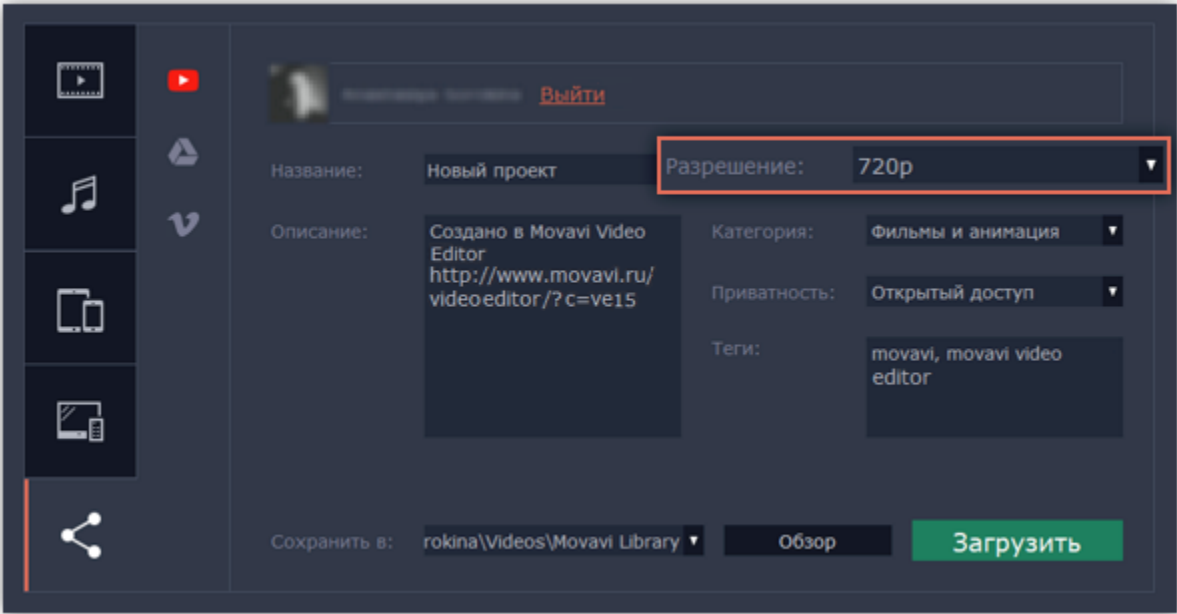 Выйти
Название:
Новый проект
Разрешение:
720p
Описание:
Создано в Movavi Video
Editor
http://www.movavi.ru/
videoeditor/?c=ve15
Категория:
Фильмы и анимация
Приватность:
Открытый доступ
Теги:
movavi, movavi video
editor
Сохранить в:
rokina\Videos\Movavi Library
Обзор
Загрузить